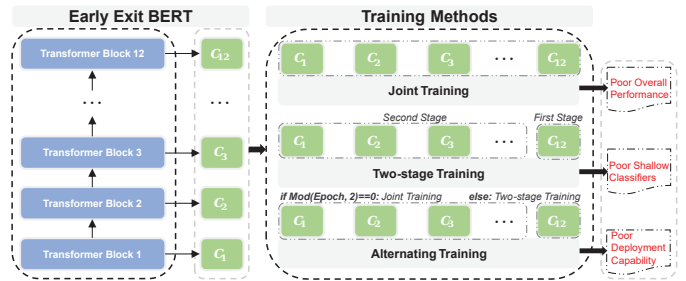 Early Exit BERT
Transformer Block 12
C12
...
...
Transformer Block 3
C3
Transformer Block 2
C2
Transformer Block 1
C1
Training Methods
C1 C2 C3 ... C12
Joint Training
Second Stage First Stage
C1 C2 C3 ... C12
Two-stage Training
if Mod(Epoch, 2)==0: Joint Training else: Two-stage Training
C1 C2 C3 ... C12
Alternating Training
Poor Overall
Performance
Poor Shallow
Classifiers
Poor
Deployment
Capability